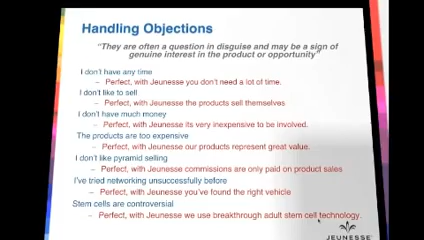 Handling Objections
"They are often a question in disguise and may be a sign of
genuine interest in the product or opportunity"
I don't have any time
– Perfect, with Jeunesse you don't need a lot of time.
I don't like to sell
– Perfect, with Jeunesse the products sell themselves
I don't have much money
– Perfect, with Jeunesse its very inexpensive to be involved.
The products are too expensive
– Perfect, with Jeunesse our products represent great value.
I don't like pyramid selling
– Perfect, with Jeunesse commissions are only paid on product sales
I've tried networking unsuccessfully before
– Perfect, with Jeunesse you've found the right vehicle
Stem cells are controversial
– Perfect, with Jeunesse we use breakthrough adult stem cell technology.
JEUNESSE